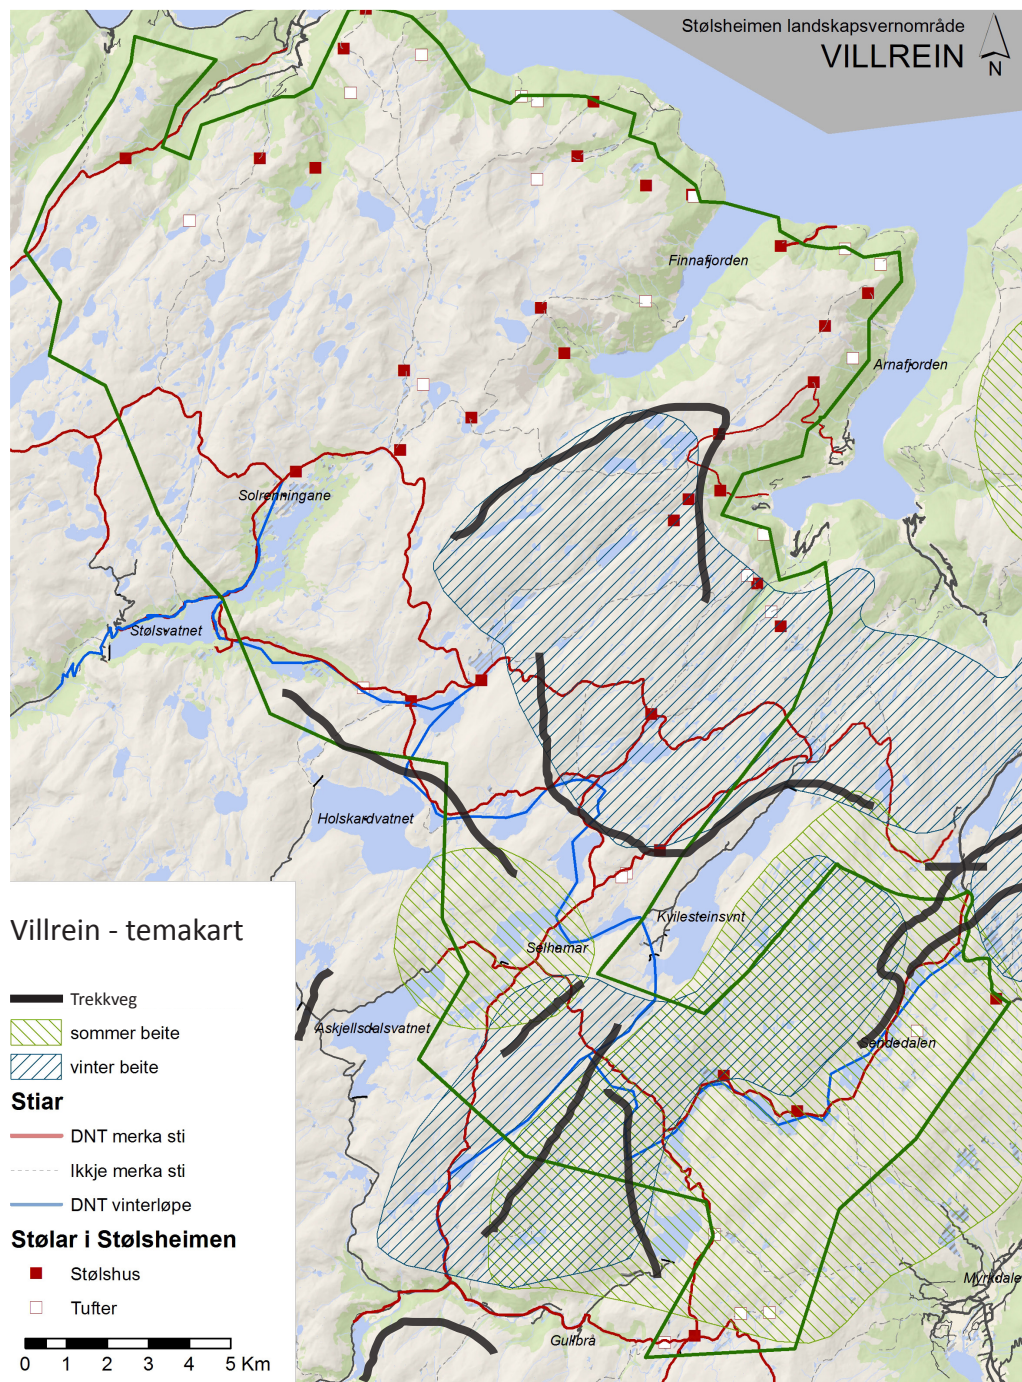 Stølsheimen landskapsvernområde
VILLREIN
N
Finnafjorden
Arnafjorden
Solrenningane
Stølsvatnet
Holskardvatnet
Kvilesteinsvnt
Selhamar
Askjellsdalsvatnet
Sendedalen
Myrkdale
Gullbrå
Villrein - temakart
Trekkveg
sommer beite
vinter beite
Stiar
DNT merka sti
Ikkje merka sti
DNT vinterløpe
Stølar i Stølsheimen
Stølshus
Tufter
0 1 2 3 4 5 Km